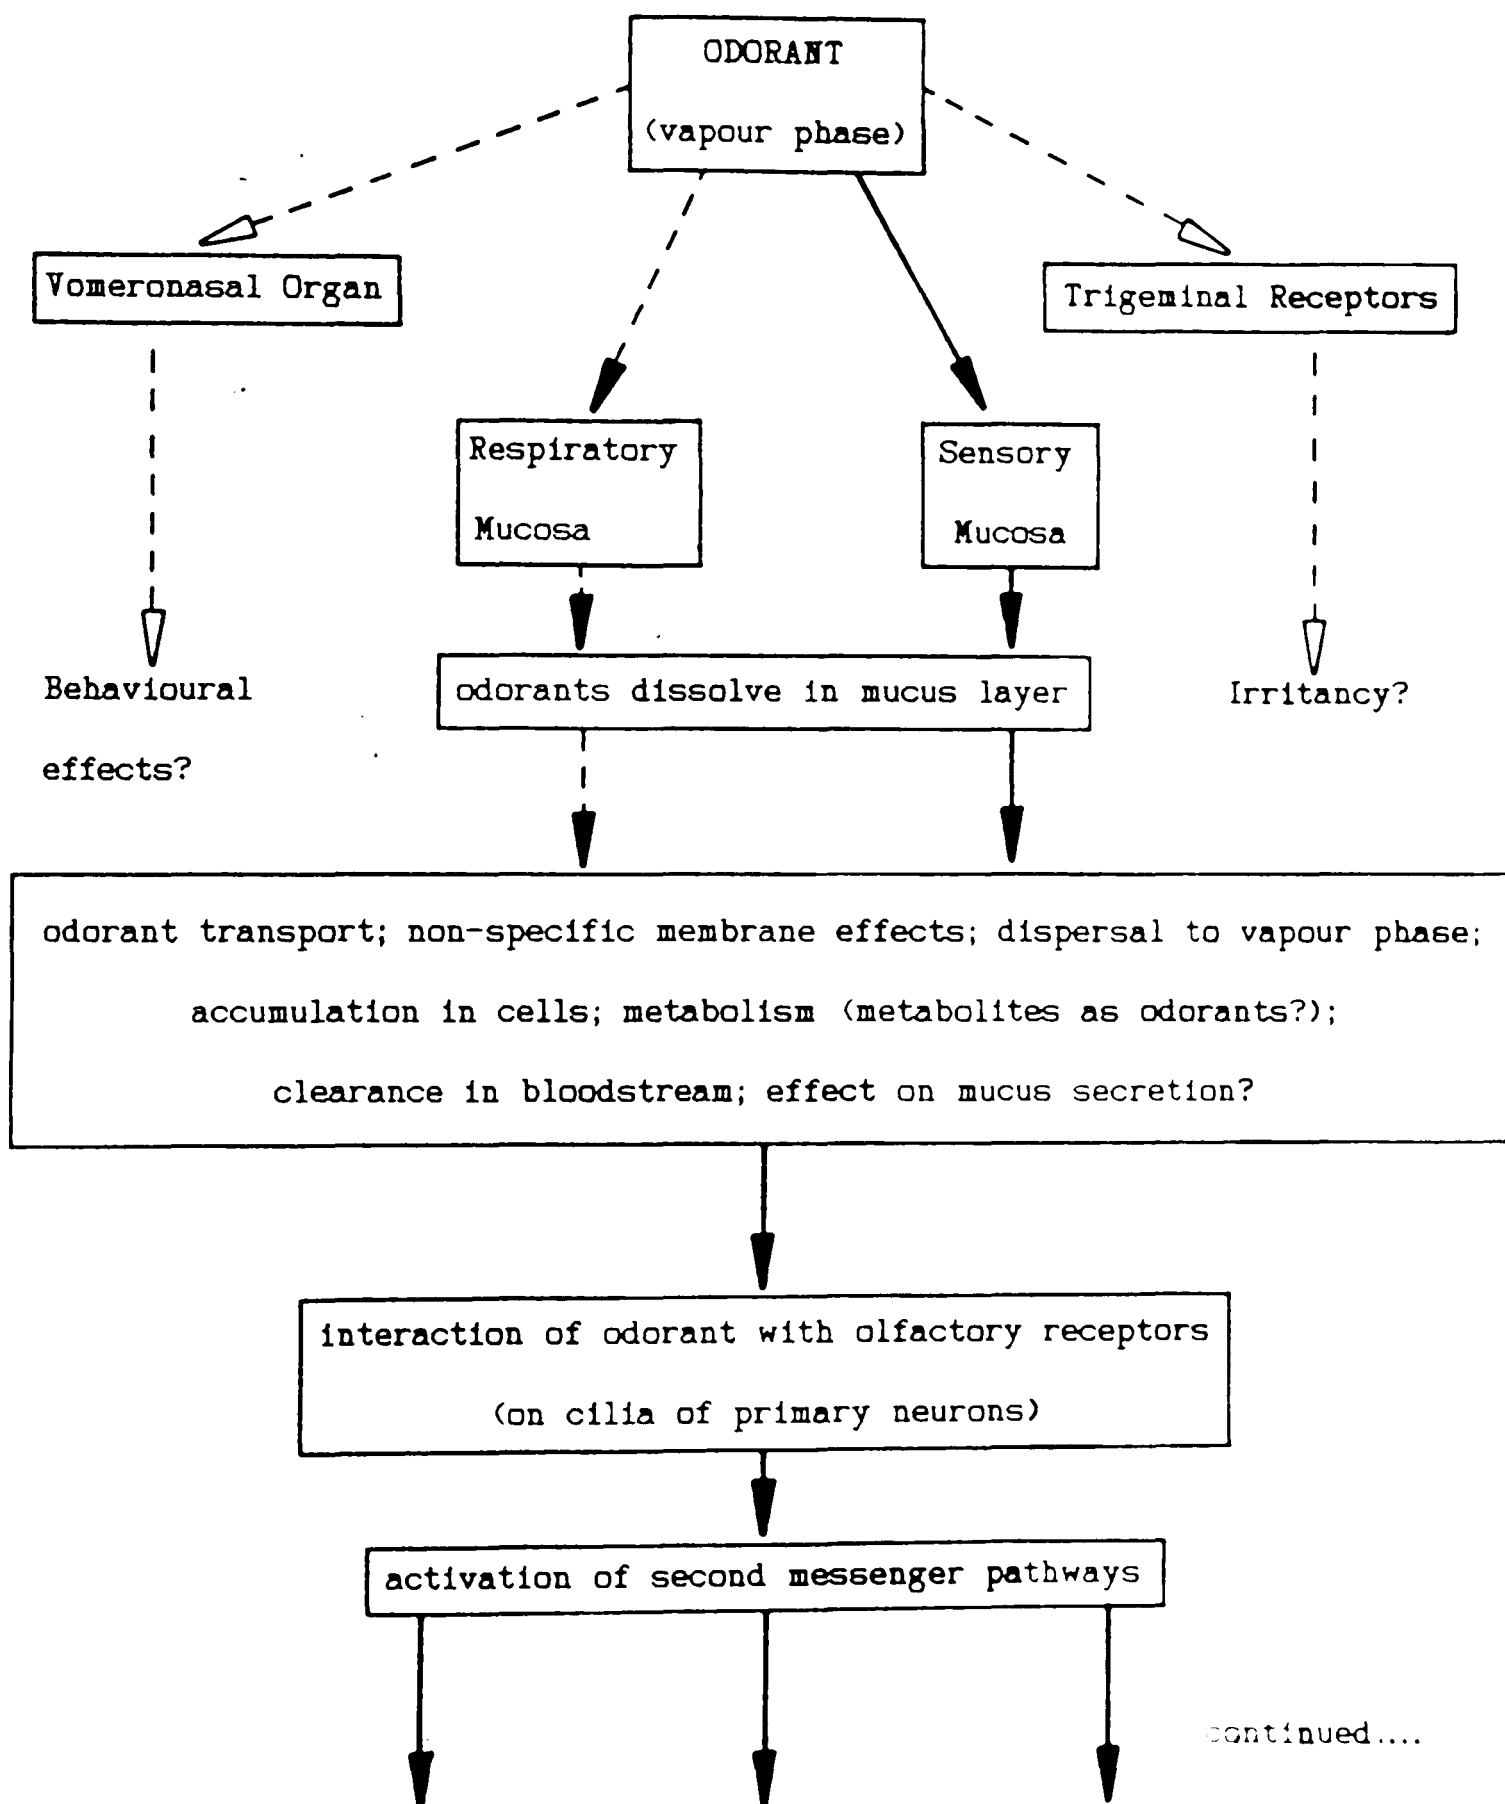 ODORANT
(vapour phase)
Vomeronasal Organ
Trigeminal Receptors
Respiratory
Mucosa
Sensory
Mucosa
odorants dissolve in mucus layer
Behavioural
effects?
Irritancy?
odorant transport; non-specific membrane effects; dispersal to vapour phase;
accumulation in cells; metabolism (metabolites as odorants?);
clearance in bloodstream; effect on mucus secretion?
interaction of odorant with olfactory receptors
(on cilia of primary neurons)
activation of second messenger pathways
continued....